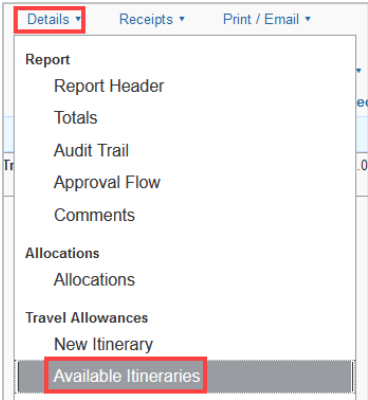 Details ▾ Receipts ▾ Print / Email ▾
Report
Report Header
Totals
Audit Trail
Approval Flow
Comments
Allocations
Allocations
Travel Allowances
New Itinerary
Available Itineraries